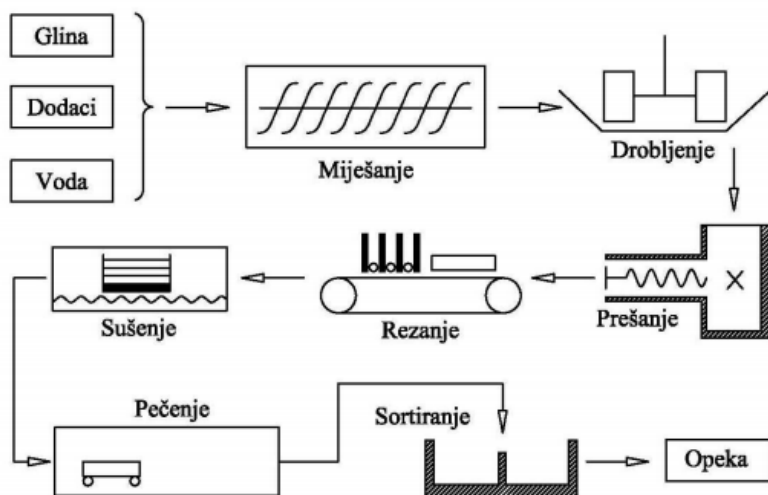 Glina
Dodaci
Voda
Miješanje
Drobljenje
Prešanje
Rezanje
Sušenje
Pečenje
Sortiranje
Opeka